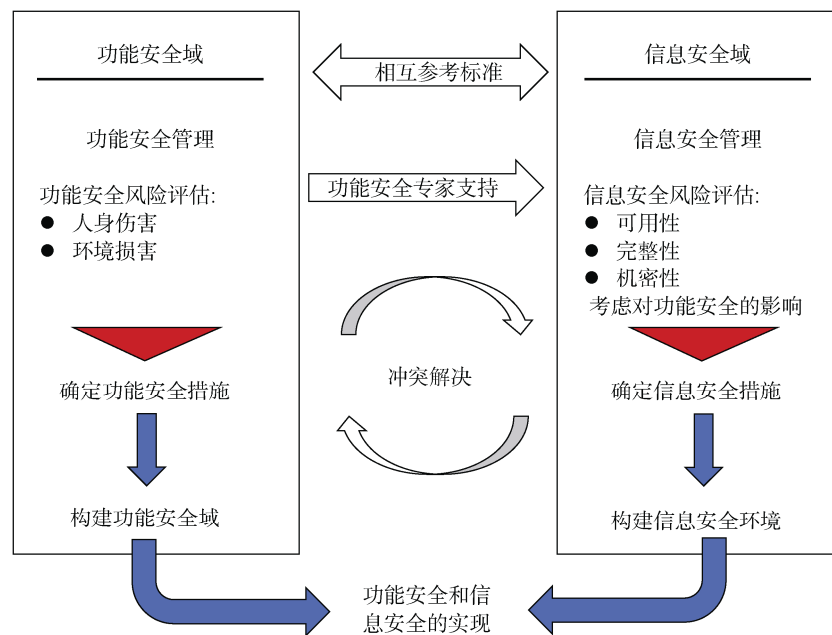 功能安全域
功能安全管理
功能安全风险评估:
● 人身伤害
● 环境损害
确定功能安全措施
构建功能安全域
相互参考标准
功能安全专家支持
冲突解决
信息安全域
信息安全管理
信息安全风险评估:
● 可用性
● 完整性
● 机密性
考虑对功能安全的影响
确定信息安全措施
构建信息安全环境
功能安全和信
息安全的实现